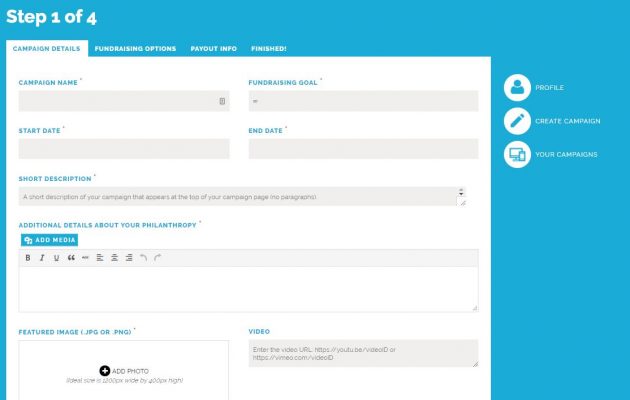 Step 1 of 4
CAMPAIGN DETAILS FUNDRAISING OPTIONS PAYOUT INFO FINISHED!
CAMPAIGN NAME * FUNDRAISING GOAL *
START DATE * END DATE *
SHORT DESCRIPTION *
A short description of your campaign that appears at the top of your campaign page (no paragraphs)
ADDITIONAL DETAILS ABOUT YOUR PHILANTHROPY *
ADD MEDIA
B I U “ ABC
FEATURED IMAGE (.JPG OR .PNG) * VIDEO
Enter the video URL: https://youtu.be/videoID or
https://vimeo.com/videoID
ADD PHOTO
(Ideal size is 1200px wide by 400px high)
PROFILE
CREATE CAMPAIGN
YOUR CAMPAIGNS